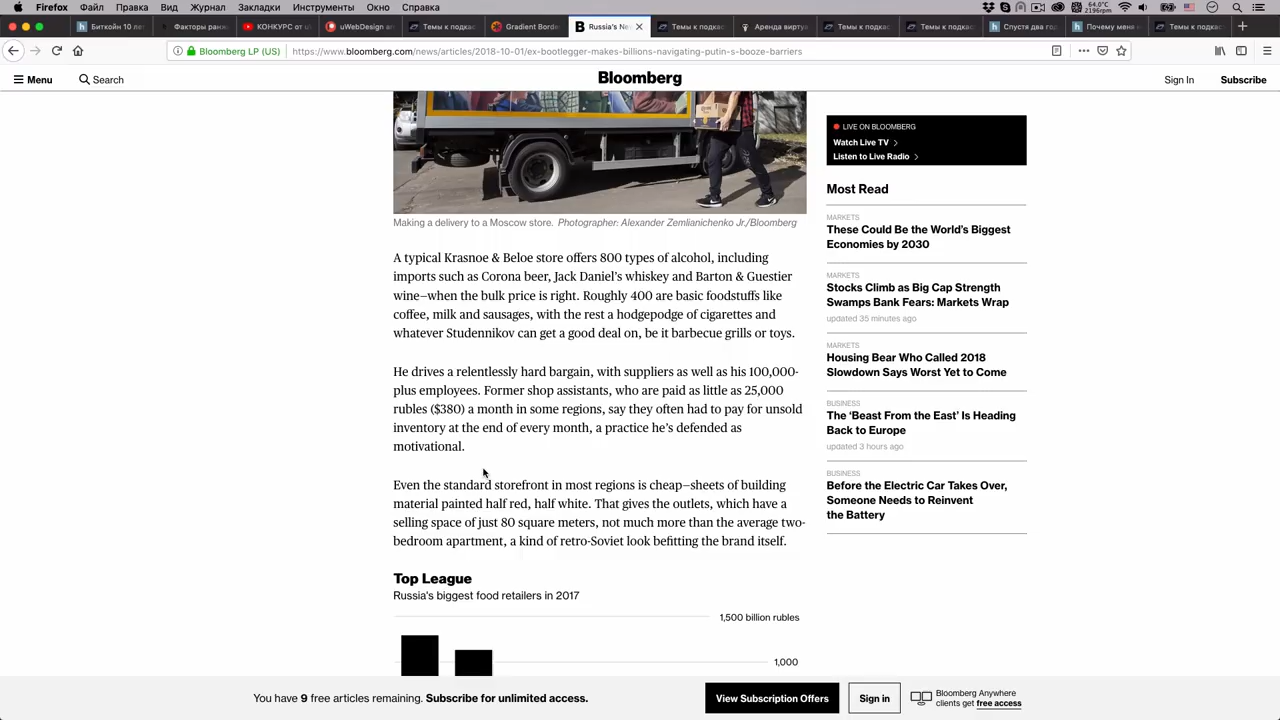 Firefox Файл Правка Вид Журнал Закладки Инструменты Окно Справка
Биткойн 10 лет
Факторы ранж
КОНКУРС от u
uWebDesign
Темы к подкас
Gradient Borde
Russia's Ne
Темы к подкас
Аренда виртуа
Темы к подкас
Темы к подкас
Спустя два го
Почему мен
Темы к подкас
Bloomberg LP (US)
https://www.bloomberg.com/news/articles/2018-10-01/ex-bootlegger-makes-billions-navigating-putin-s-booze-barriers
Menu
Search
Bloomberg
Sign In
Subscribe
Making a delivery to a Moscow store. Photographer: Alexander Zemlianichenko Jr./Bloomberg
A typical Krasnoe & Beloe store offers 800 types of alcohol, including
imports such as Corona beer, Jack Daniel's whiskey and Barton & Guestier
wine—when the bulk price is right. Roughly 400 are basic foodstuffs like
coffee, milk and sausages, with the rest a hodgepodge of cigarettes and
whatever Studennikov can get a good deal on, be it barbecue grills or toys.
He drives a relentlessly hard bargain, with suppliers as well as his 100,000-
plus employees. Former shop assistants, who are paid as little as 25,000
rubles ($380) a month in some regions, say they often had to pay for unsold
inventory at the end of every month, a practice he's defended as
motivational.
Even the standard storefront in most regions is cheap—sheets of building
material painted half red, half white. That gives the outlets, which have a
selling space of just 80 square meters, not much more than the average two-
bedroom apartment, a kind of retro-Soviet look befitting the brand itself.
Top League
Russia's biggest food retailers in 2017
1,500 billion rubles
1,000
LIVE ON BLOOMBERG
Watch Live TV
Listen to Live Radio
Most Read
MARKETS
These Could Be the World's Biggest
Economies by 2030
MARKETS
Stocks Climb as Big Cap Strength
Swamps Bank Fears: Markets Wrap
updated 35 minutes ago
MARKETS
Housing Bear Who Called 2018
Slowdown Says Worst Yet to Come
BUSINESS
The 'Beast From the East' Is Heading
Back to Europe
updated 3 hours ago
BUSINESS
Before the Electric Car Takes Over,
Someone Needs to Reinvent
the Battery
You have 9 free articles remaining. Subscribe for unlimited access.
View Subscription Offers
Sign in
Bloomberg Anywhere
clients get free access